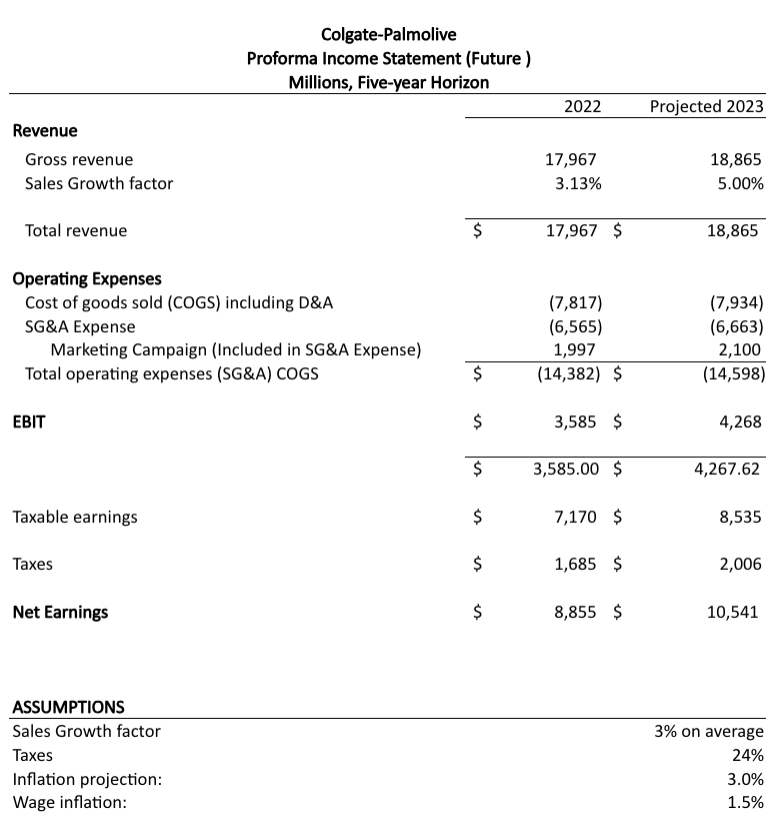 Colgate-Palmolive
Proforma Income Statement (Future )
Millions, Five-year Horizon
2022 Projected 2023
Revenue
Gross revenue 17,967 18,865
Sales Growth factor 3.13% 5.00%
Total revenue $ 17,967 $ 18,865
Operating Expenses
Cost of goods sold (COGS) including D&A (7,817) (7,934)
SG&A Expense (6,565) (6,663)
Marketing Campaign (Included in SG&A Expense) 1,997 2,100
Total operating expenses (SG&A) COGS $ (14,382) $ (14,598)
EBIT $ 3,585 $ 4,268
$ 3,585.00 $ 4,267.62
Taxable earnings $ 7,170 $ 8,535
Taxes $ 1,685 $ 2,006
Net Earnings $ 8,855 $ 10,541
ASSUMPTIONS
Sales Growth factor 3% on average
Taxes 24%
Inflation projection: 3.0%
Wage inflation: 1.5%